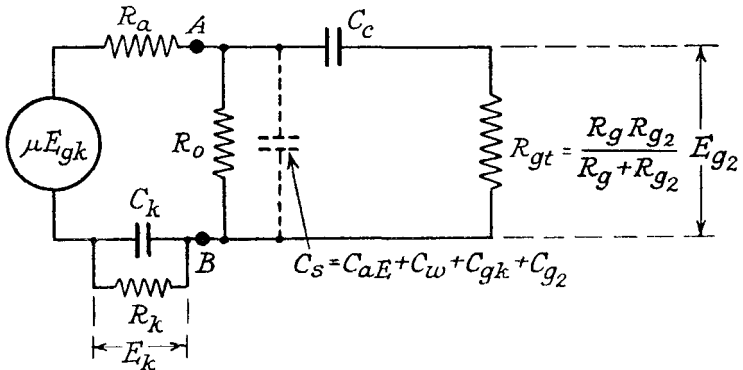 R_a
A
C_c
μE_gk
R_o
R_gt = R_g R_g2 / R_g + R_g2
E_g2
C_k
B
C_s = C_aE + C_w + C_gk + C_g2
R_k
E_k